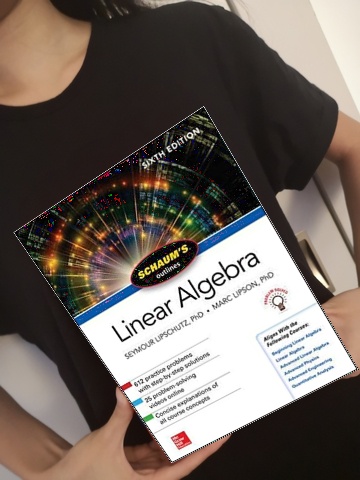 SIXTH EDITION
SCHAUM'S
outlines
Linear Algebra
SEYMOUR LIPSCHUTZ, PhD • MARC LIPSON, PhD
612 practice problems
with step-by-step solutions
25 problem-solving
videos online
Concise explanations of
all course concepts
Aligns With the
Following Courses:
Beginning Linear Algebra
Linear Algebra
Advanced Linear Algebra
Advanced Physics
Advanced Engineering
Quantitative Analysis